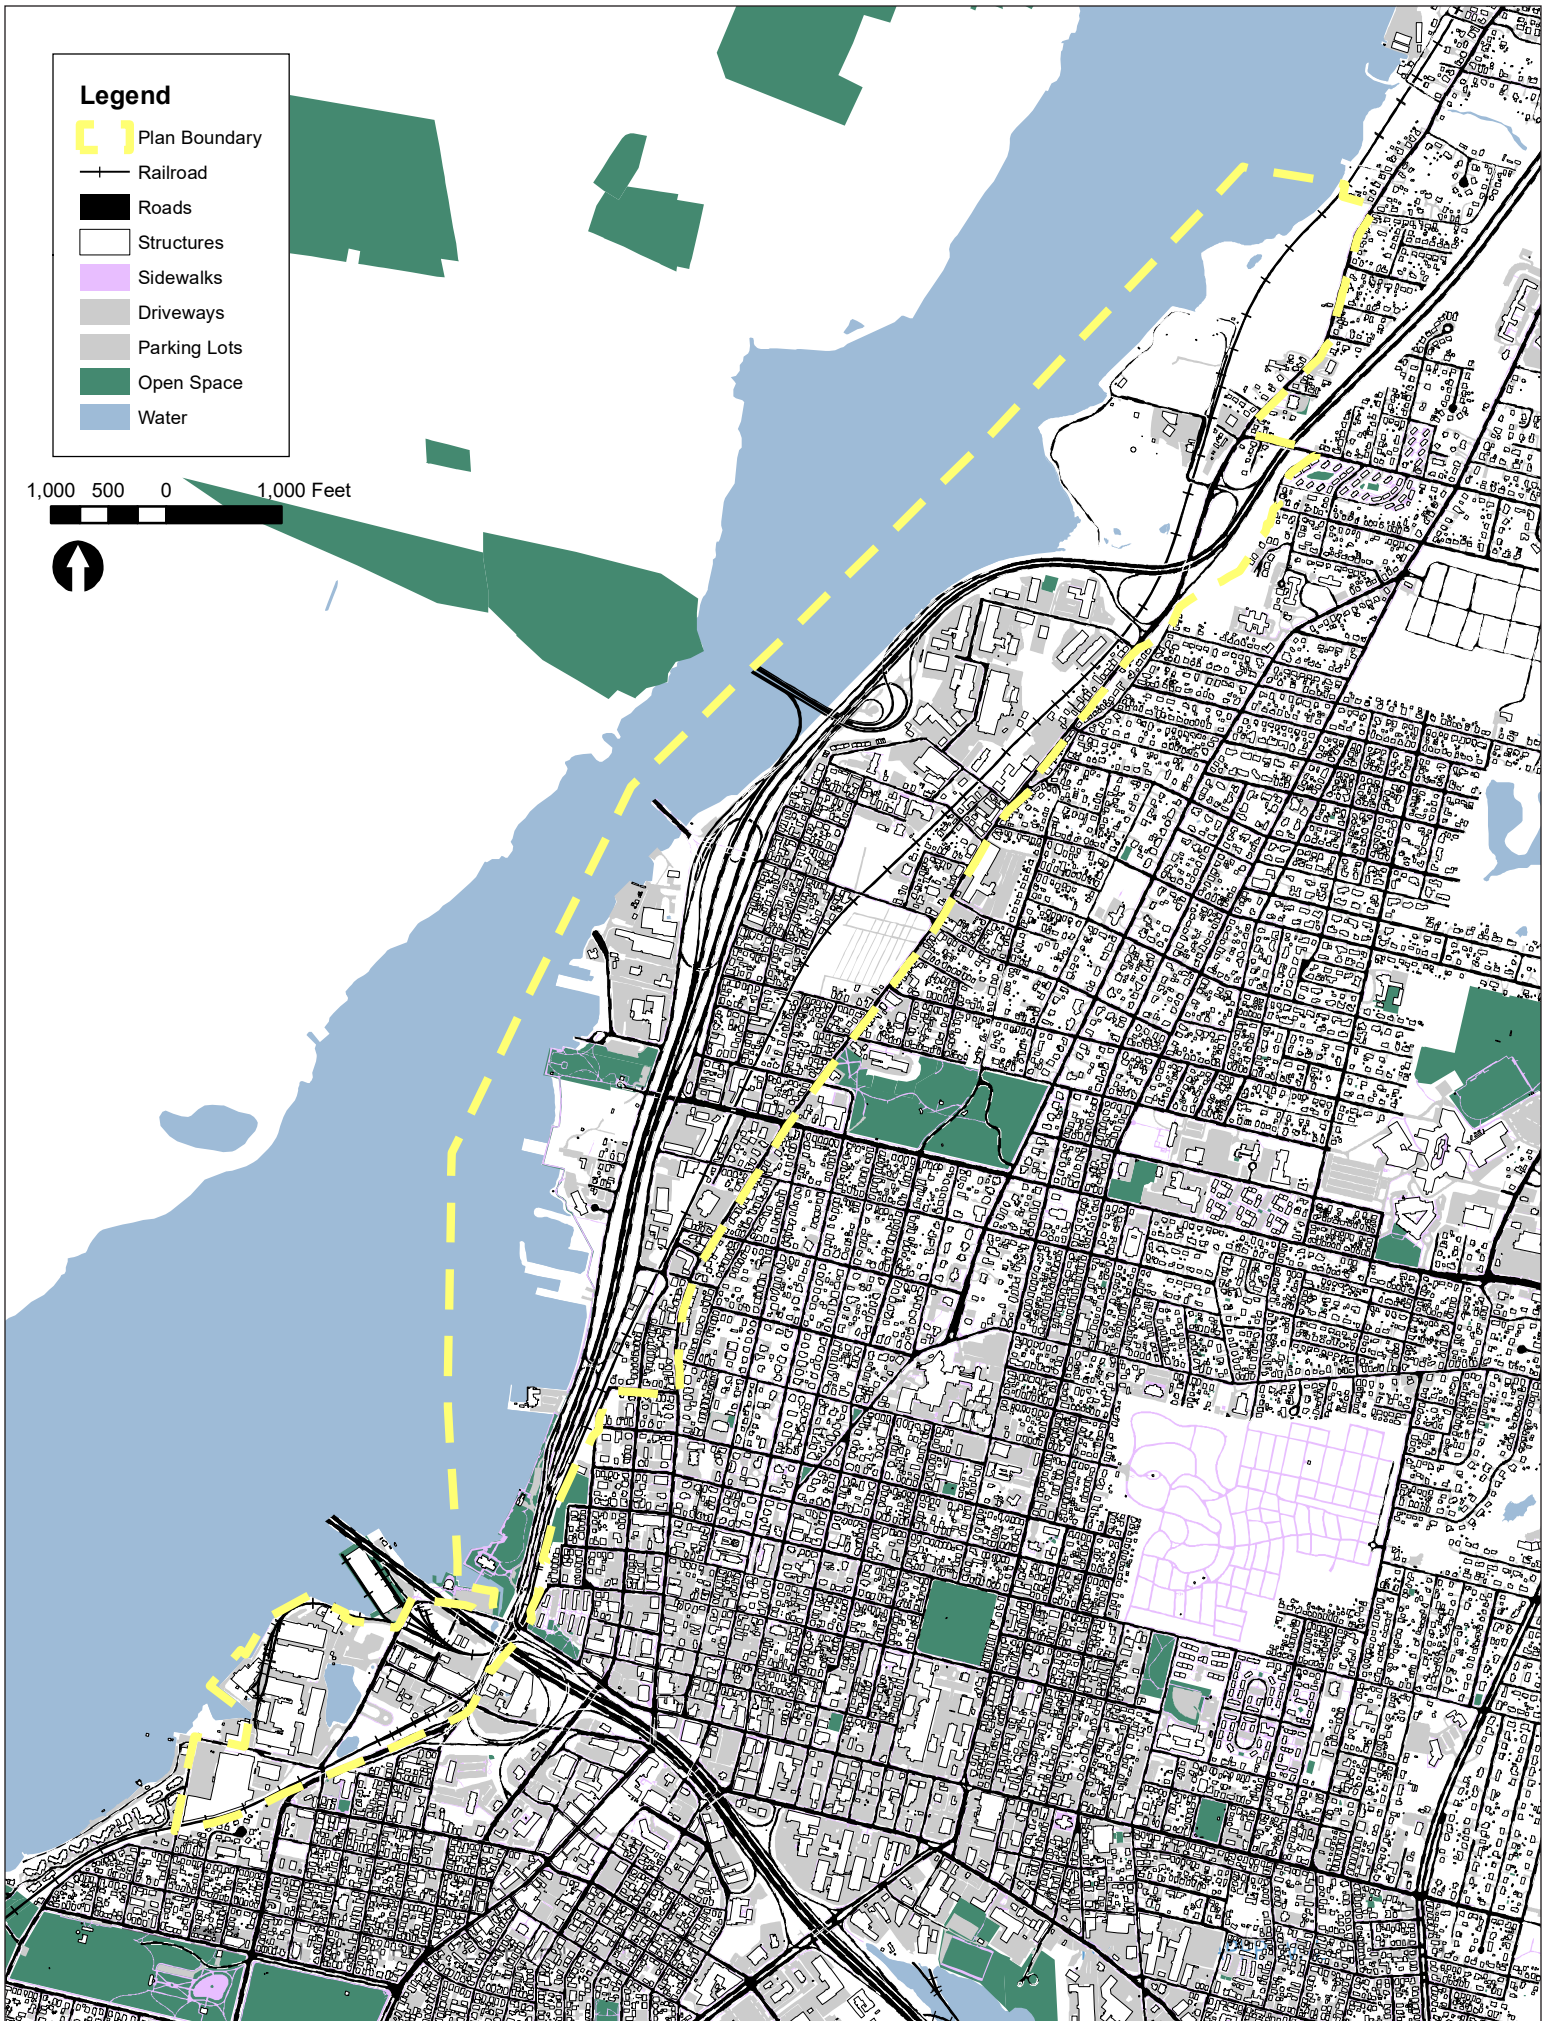 Legend
Plan Boundary
Railroad
Roads
Structures
Sidewalks
Driveways
Parking Lots
Open Space
Water
1,000 500 0 1,000 Feet